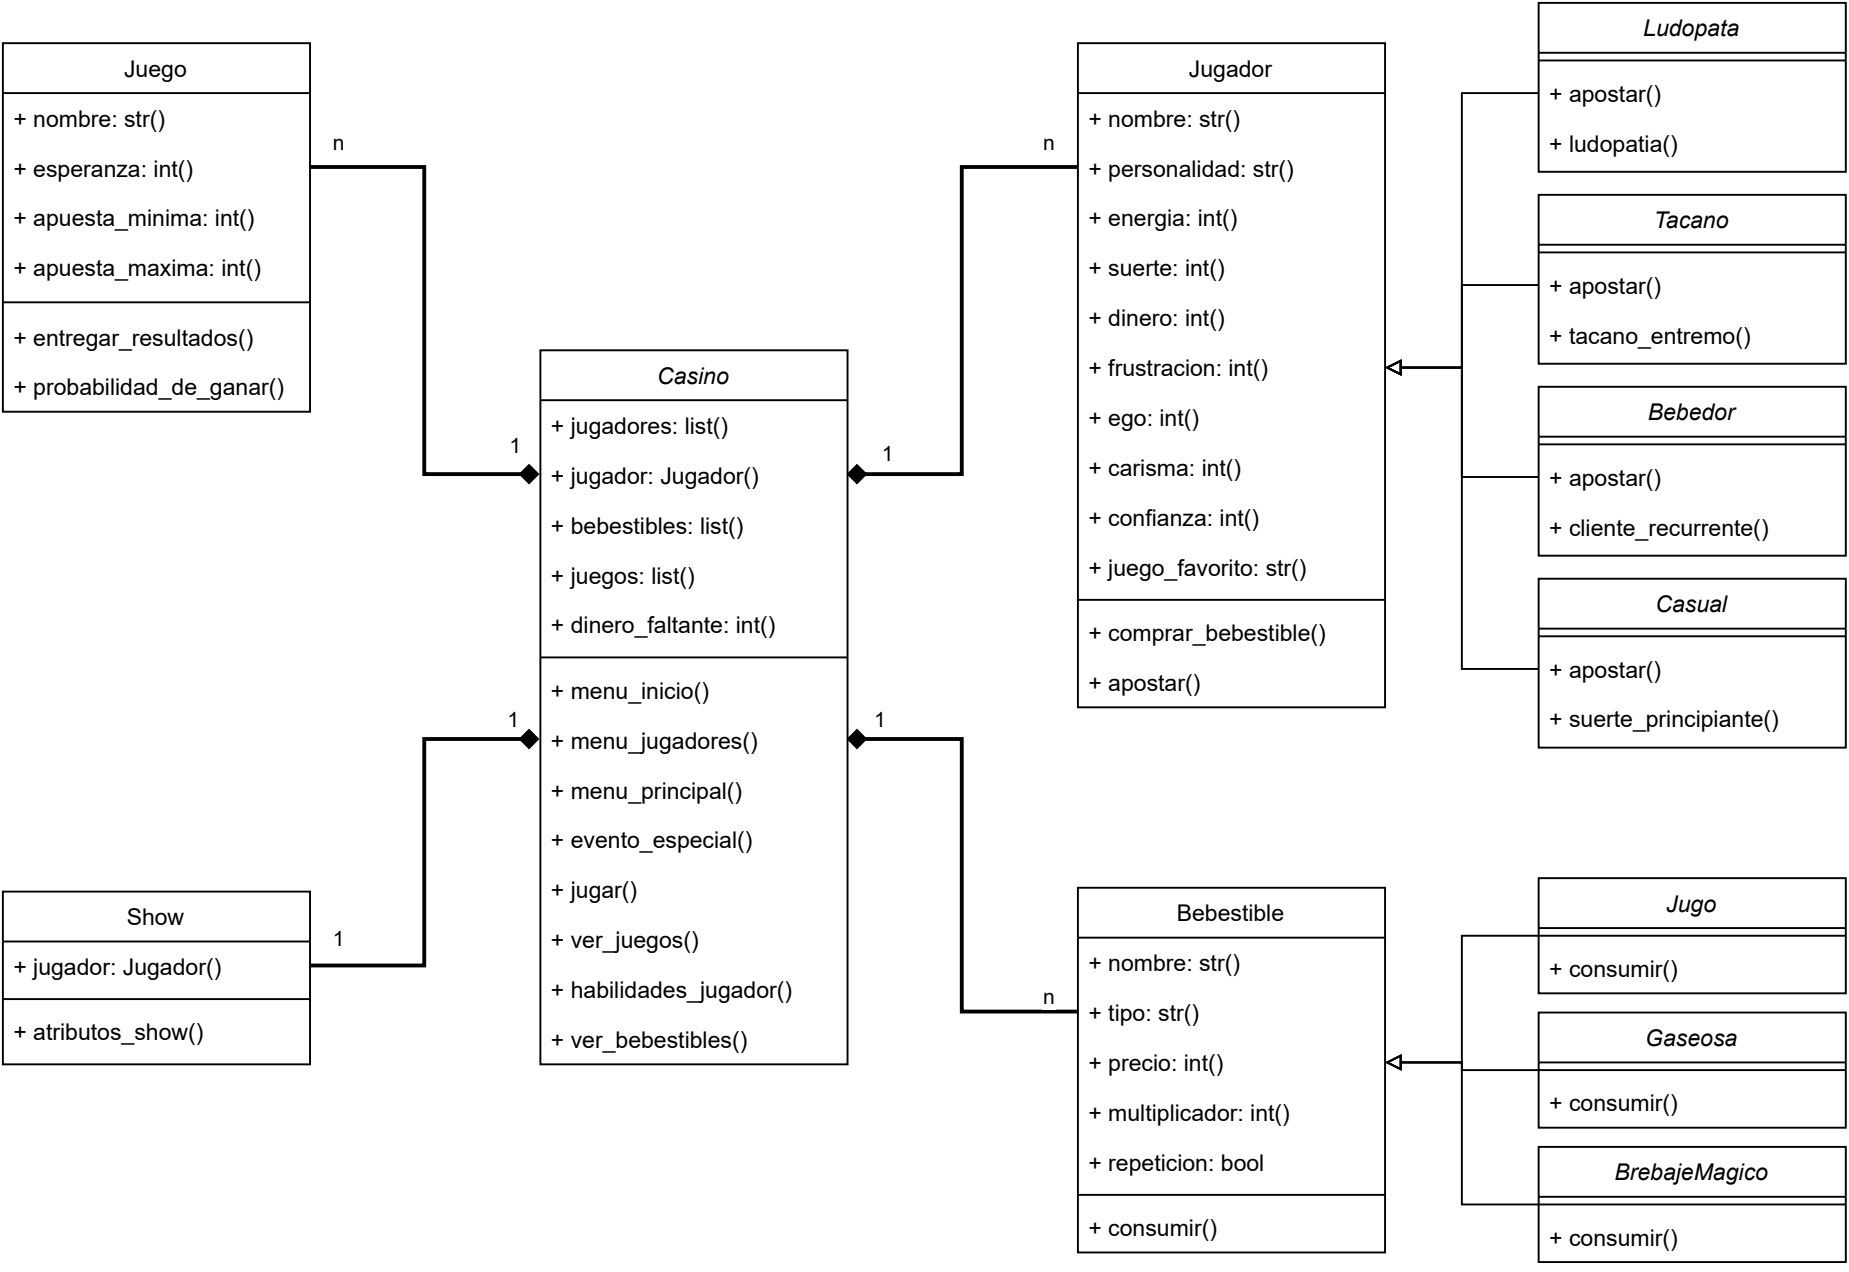 Juego
+ nombre: str()
+ esperanza: int()
+ apuesta_minima: int()
+ apuesta_maxima: int()
+ entregar_resultados()
+ probabilidad_de_ganar()
n
1
Casino
+ jugadores: list()
+ jugador: Jugador()
+ bebestibles: list()
+ juegos: list()
+ dinero_faltante: int()
+ menu_inicio()
+ menu_jugadores()
+ menu_principal()
+ evento_especial()
+ jugar()
+ ver_juegos()
+ habilidades_jugador()
+ ver_bebestibles()
1
n
Jugador
+ nombre: str()
+ personalidad: str()
+ energia: int()
+ suerte: int()
+ dinero: int()
+ frustracion: int()
+ ego: int()
+ carisma: int()
+ confianza: int()
+ juego_favorito: str()
+ comprar_bebestible()
+ apostar()
Ludopata
+ apostar()
+ ludopatia()
Tacano
+ apostar()
+ tacano_entremo()
Bebedor
+ apostar()
+ cliente_recurrente()
Casual
+ apostar()
+ suerte_principiante()
Show
+ jugador: Jugador()
+ atributos_show()
1
1
1
n
Bebestible
+ nombre: str()
+ tipo: str()
+ precio: int()
+ multiplicador: int()
+ repeticion: bool
+ consumir()
Jugo
+ consumir()
Gaseosa
+ consumir()
BrebajeMagico
+ consumir()